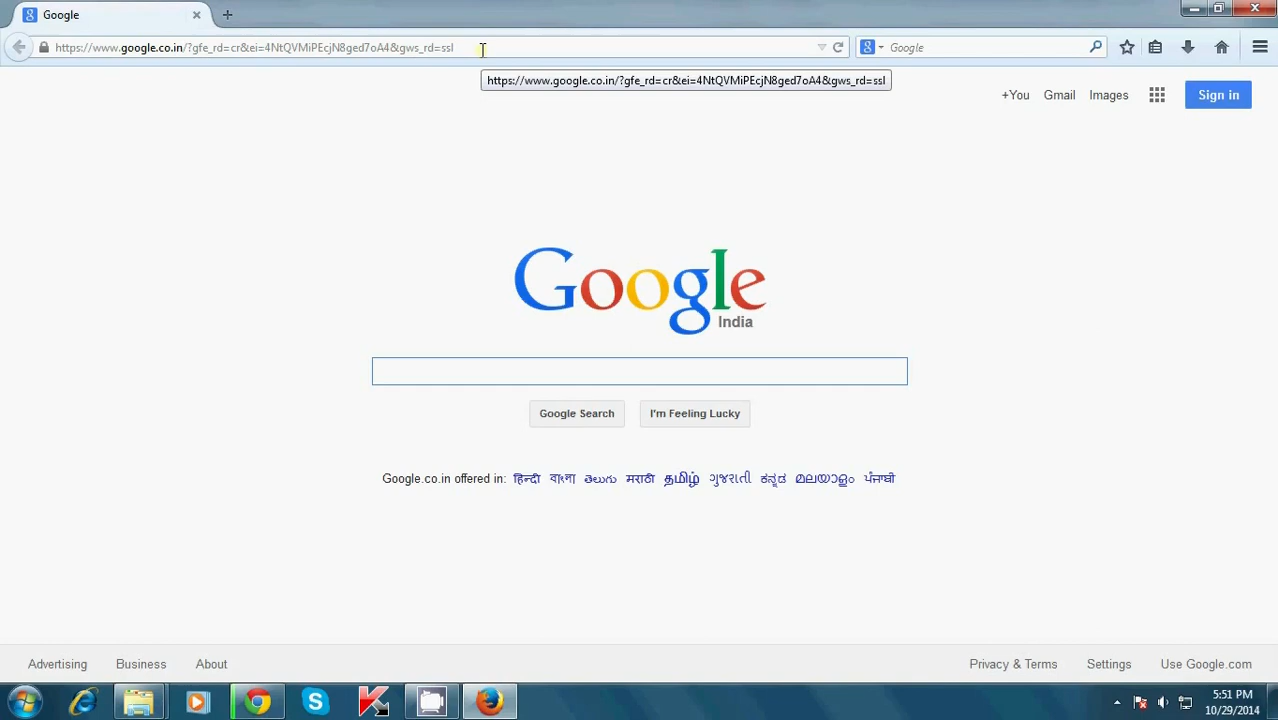 Google
https://www.google.co.in/?gfe_rd=cr&ei=4NtQVMiPEcjN8ged7oA4&gws_rd=ssl
Google
https://www.google.co.in/?gfe_rd=cr&ei=4NtQVMiPEcjN8ged7oA4&gws_rd=ssl
+You Gmail Images Sign in
Google
India
Google Search I'm Feeling Lucky
Google.co.in offered in: हिन्दी বাংলা తెలుగు मराठी தமிழ் ગુજરાતી ಕನ್ನಡ മലയാളം ਪੰਜਾਬੀ
Advertising Business About Privacy & Terms Settings Use Google.com
5:51 PM
10/29/2014